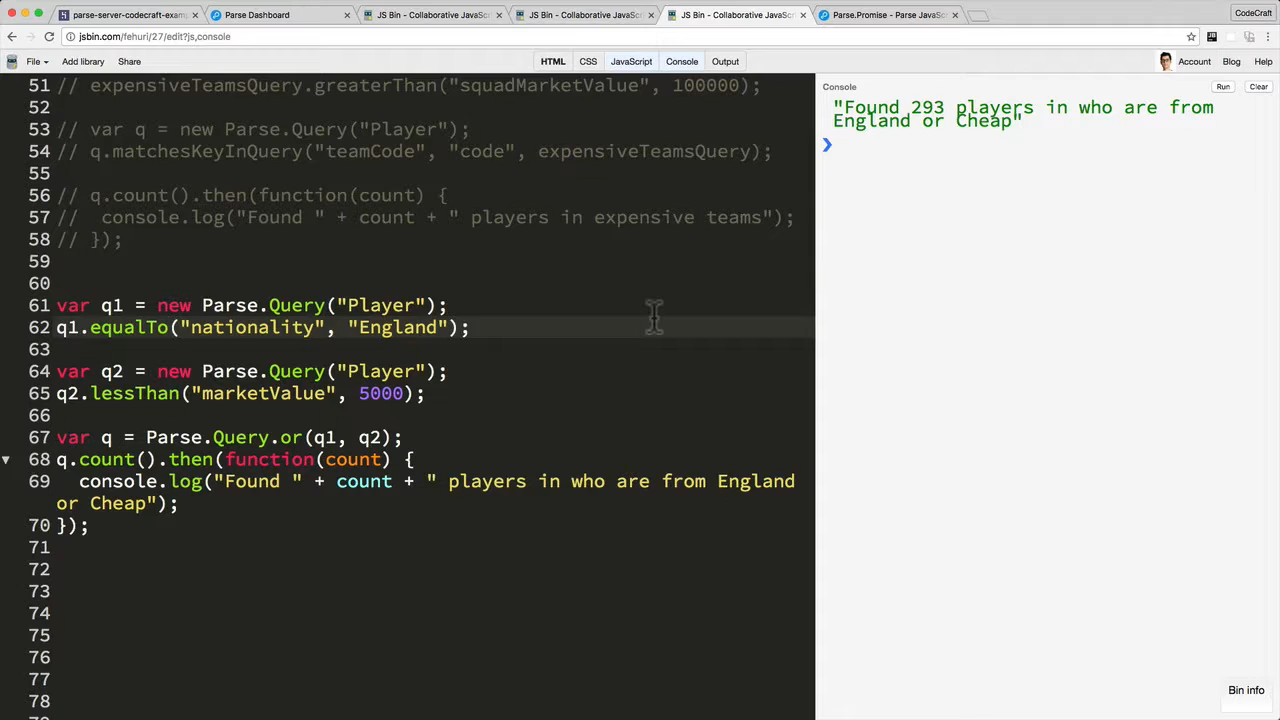 parse-server-codecraft-exam
Parse Dashboard
JS Bin - Collaborative JavaScr
JS Bin - Collaborative JavaScr
JS Bin - Collaborative JavaScr
Parse.Promise - Parse JavaSc
CodeCraft
jsbin.com/fehuri/27/edit?js,console
File
Add library
Share
HTML
CSS
JavaScript
Console
Output
Account
Blog
Help
51 // expensiveTeamsQuery.greaterThan("squadMarketValue", 100000);
52
53 // var q = new Parse.Query("Player");
54 // q.matchesKeyInQuery("teamCode", "code", expensiveTeamsQuery);
55
56 // q.count().then(function(count) {
57 //  console.log("Found " + count + " players in expensive teams");
58 // });
59
60
61 var q1 = new Parse.Query("Player");
62 q1.equalTo("nationality", "England");
63
64 var q2 = new Parse.Query("Player");
65 q2.lessThan("marketValue", 5000);
66
67 var q = Parse.Query.or(q1, q2);
68 q.count().then(function(count) {
69   console.log("Found " + count + " players in who are from England
or Cheap");
70 });
71
72
73
74
75
76
77
78
Console
Run
Clear
"Found 293 players in who are from
England or Cheap"
Bin info